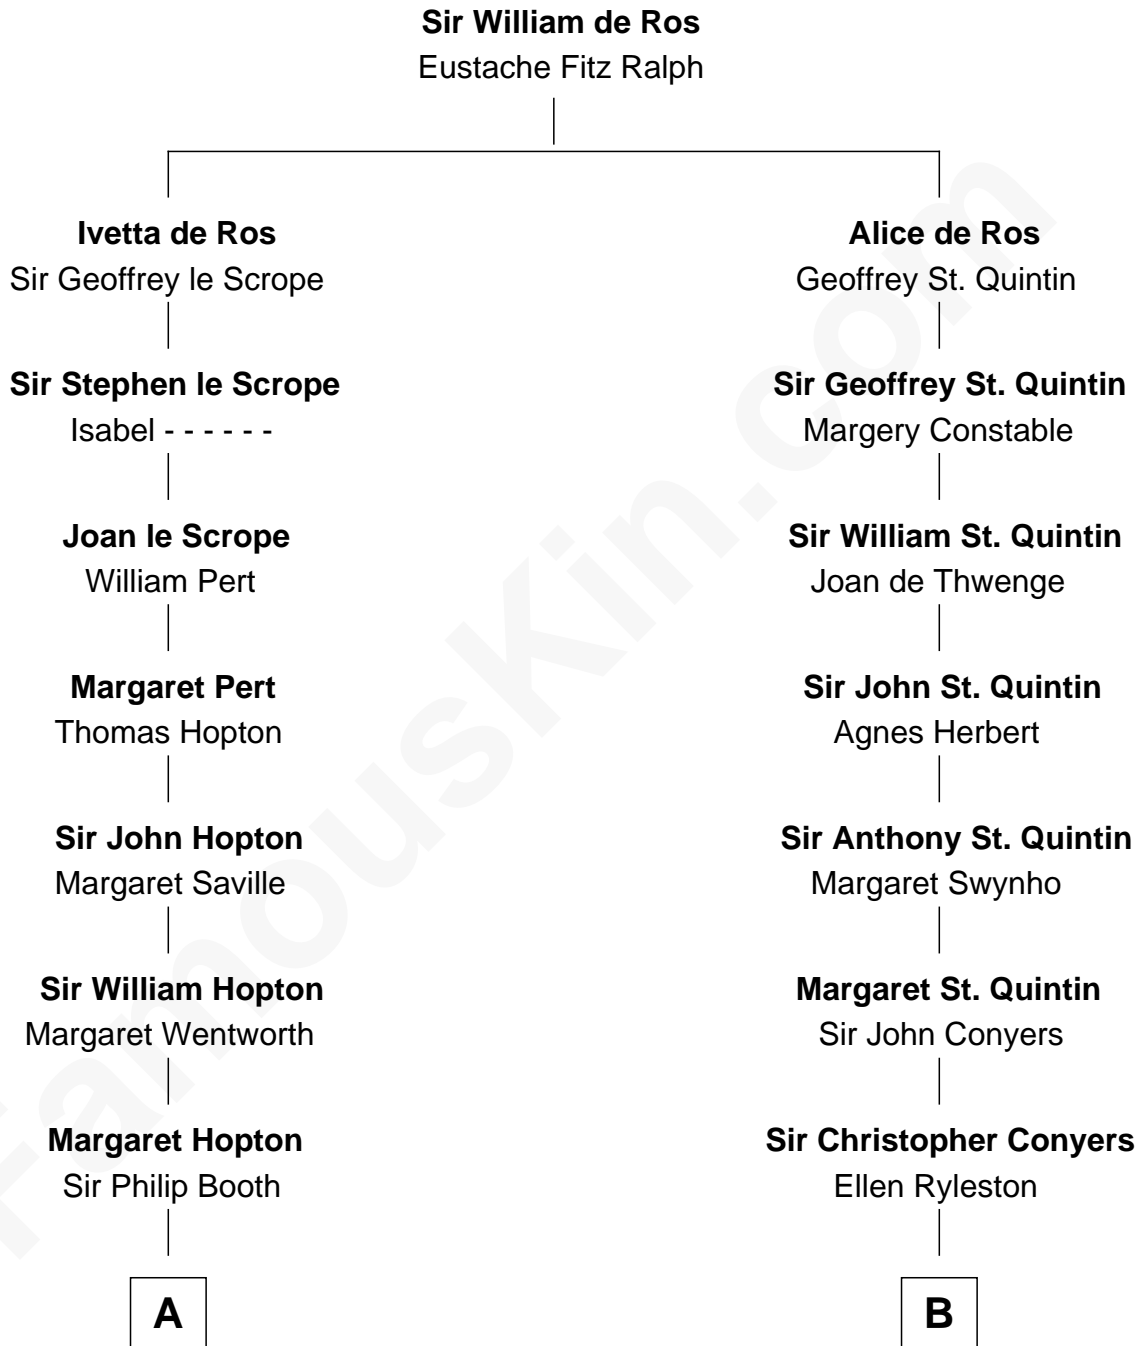 Sir William de Ros
Eustache Fitz Ralph
Ivetta de Ros
Sir Geoffrey le Scrope
Alice de Ros
Geoffrey St. Quintin
Sir Stephen le Scrope
Isabel - - - - - -
Sir Geoffrey St. Quintin
Margery Constable
Joan le Scrope
William Pert
Sir William St. Quintin
Joan de Thwenge
Margaret Pert
Thomas Hopton
Sir John St. Quintin
Agnes Herbert
Sir John Hopton
Margaret Saville
Sir Anthony St. Quintin
Margaret Swynho
Sir William Hopton
Margaret Wentworth
Margaret St. Quintin
Sir John Conyers
Margaret Hopton
Sir Philip Booth
Sir Christopher Conyers
Ellen Ryleston
A
B
FamousKin.com